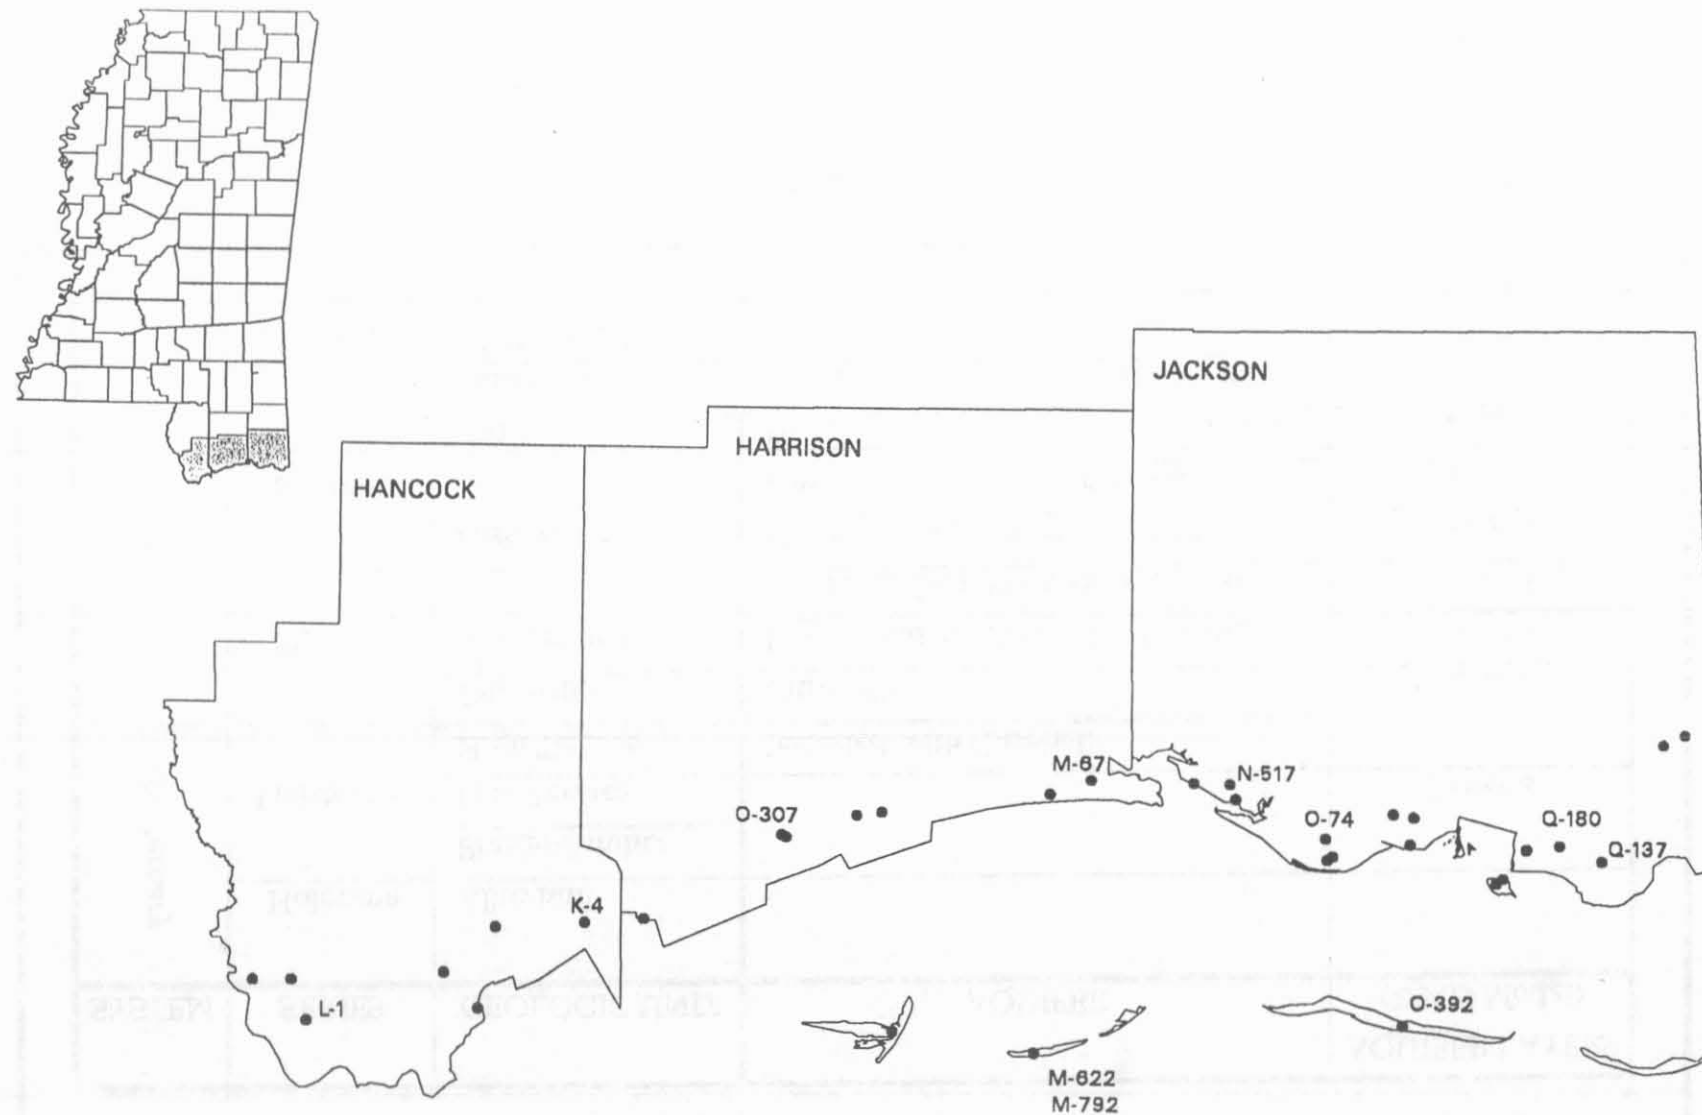 JACKSON
HARRISON
HANCOCK
M-67
N-517
O-307
O-74
Q-180
Q-137
K-4
L-1
O-392
M-622
M-792